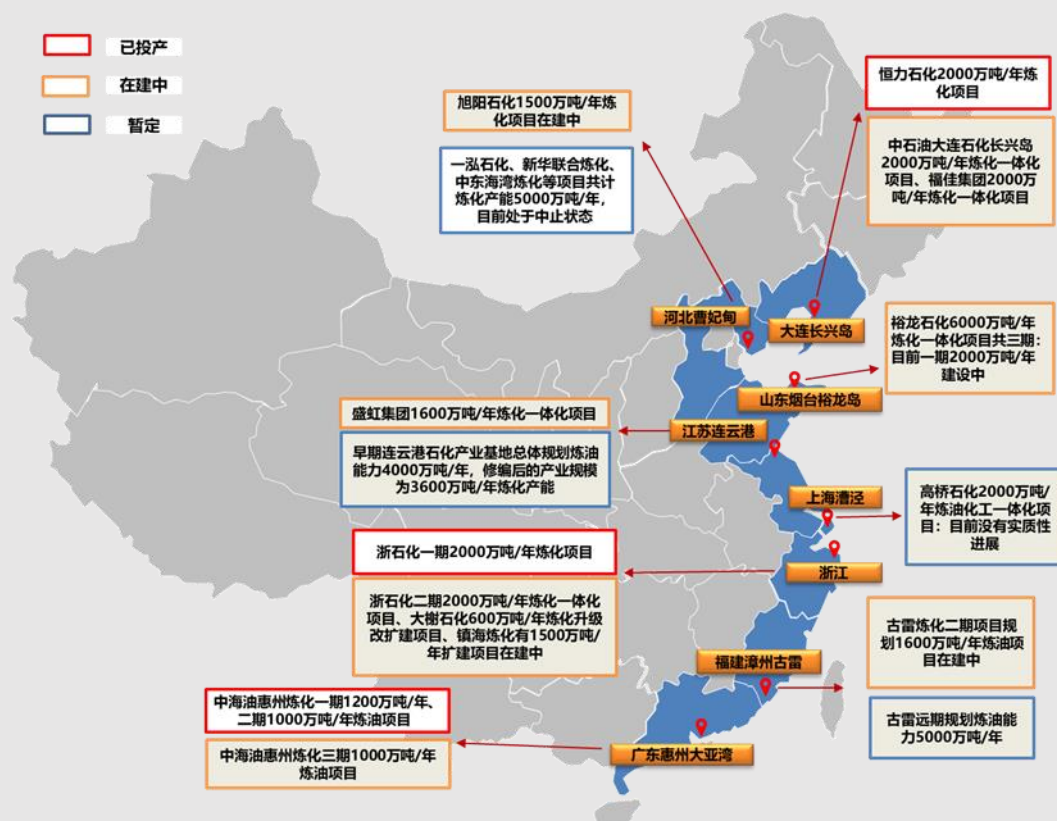 已投产
在建中
暂定
恒力石化2000万吨/年炼
化项目
旭阳石化1500万吨/年炼
化项目在建中
中石油大连石化长兴岛
2000万吨/年炼化一体化
项目、福佳集团2000万
吨/年炼化一体化项目
一泓石化、新华联合炼化、
中东海湾炼化等项目共计
炼化产能5000万吨/年，
目前处于中止状态
河北曹妃甸
大连长兴岛
裕龙石化6000万吨/年
炼化一体化项目共三期：
目前一期2000万吨/年
建设中
山东烟台裕龙岛
盛虹集团1600万吨/年炼化一体化项目
江苏连云港
早期连云港石化产业基地总体规划炼油
能力4000万吨/年，修编后的产业规模
为3600万吨/年炼化产能
上海漕泾
高桥石化2000万吨/
年炼油化工一体化项
目：目前没有实质性
进展
浙石化一期2000万吨/年炼化项目
浙江
浙石化二期2000万吨/年炼化一体化
项目、大榭石化600万吨/年炼化升级
改扩建项目、镇海炼化有1500万吨/
年扩建项目在建中
古雷炼化二期项目规
划1600万吨/年炼油项
目在建中
福建漳州古雷
中海油惠州炼化一期1200万吨/年、
二期1000万吨/年炼油项目
古雷远期规划炼油能
力5000万吨/年
中海油惠州炼化三期1000万吨/年
炼油项目
广东惠州大亚湾